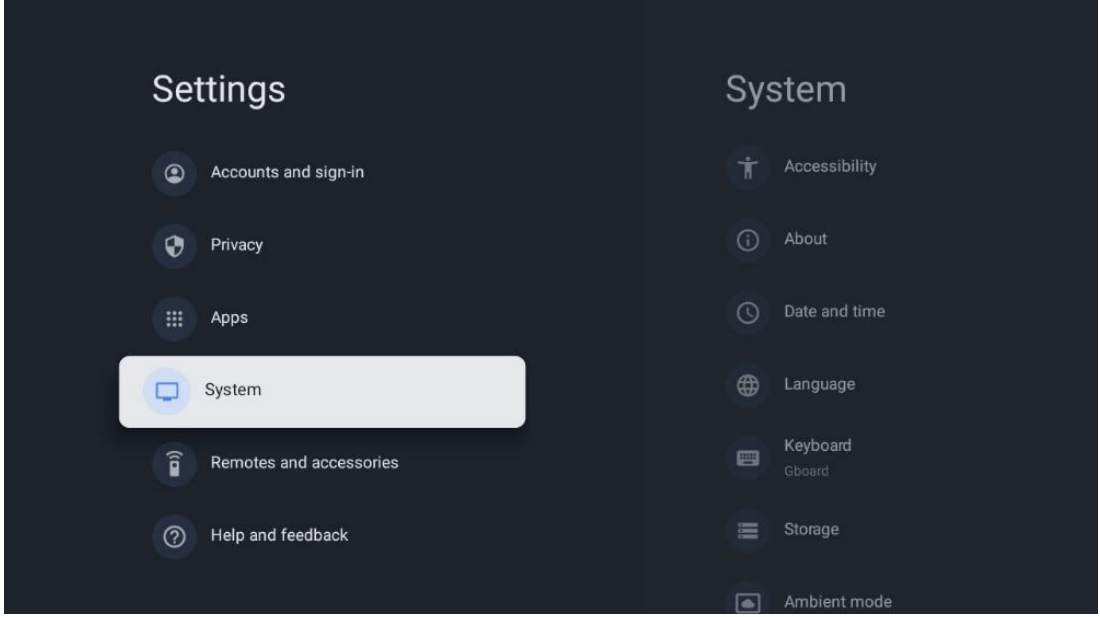 Settings
Accounts and sign-in
Privacy
Apps
System
Remotes and accessories
Help and feedback
System
Accessibility
About
Date and time
Language
Keyboard
Gboard
Storage
Ambient mode